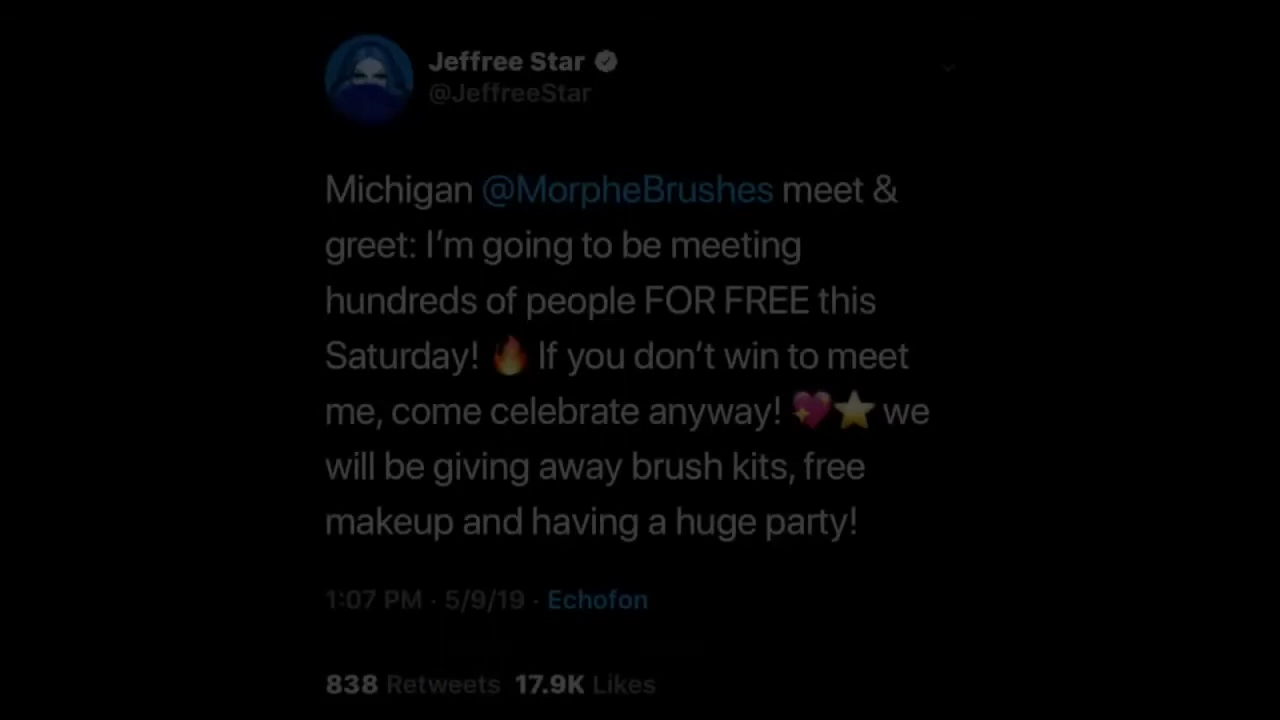 Jeffree Star
@JeffreeStar
Michigan @MorpheBrushes meet &
greet: I’m going to be meeting
hundreds of people FOR FREE this
Saturday! 🔥 If you don’t win to meet
me, come celebrate anyway! 💖⭐ we
will be giving away brush kits, free
makeup and having a huge party!
1:07 PM · 5/9/19 · Echofon
838 Retweets 17.9K Likes